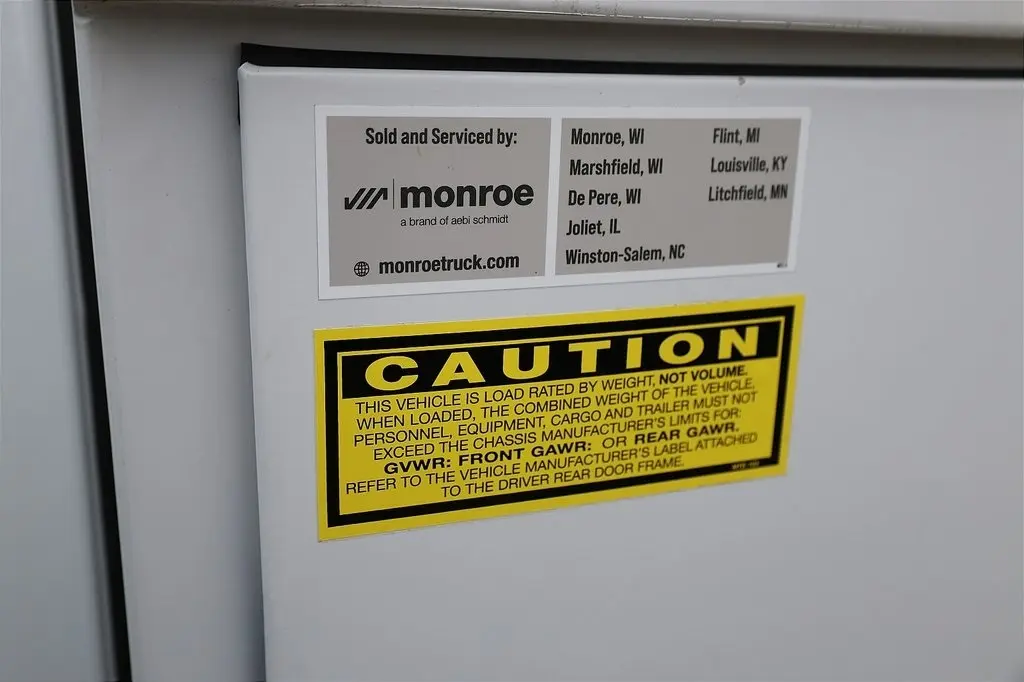 Sold and Serviced by:
monroe
a brand of aebi schmidt
monroetruck.com
Monroe, WI
Marshfield, WI
De Pere, WI
Joliet, IL
Winston-Salem, NC
Flint, MI
Louisville, KY
Litchfield, MN
CAUTION
THIS VEHICLE IS LOAD RATED BY WEIGHT, NOT VOLUME.
WHEN LOADED, THE COMBINED WEIGHT OF THE VEHICLE,
PERSONNEL, EQUIPMENT, CARGO AND TRAILER MUST NOT
EXCEED THE CHASSIS MANUFACTURER'S LIMITS FOR:
GVWR: FRONT GAWR: OR REAR GAWR.
REFER TO THE VEHICLE MANUFACTURER'S LABEL ATTACHED
TO THE DRIVER REAR DOOR FRAME.